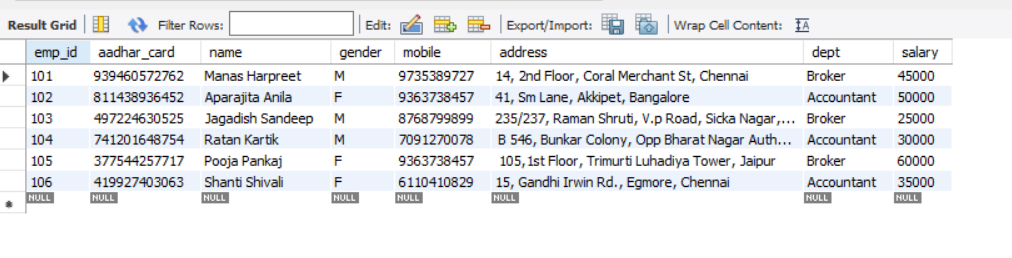 Result Grid Filter Rows: Edit: Export/Import: Wrap Cell Content: IA
emp_id aadhar_card name gender mobile address dept salary
101 939460572762 Manas Harpreet M 9735389727 14, 2nd Floor, Coral Merchant St, Chennai Broker 45000
102 811438936452 Aparajita Anila F 9363738457 41, Sm Lane, Akkipet, Bangalore Accountant 50000
103 497224630525 Jagadish Sandeep M 8768799899 235/237, Raman Shruti, V.p Road, Sicka Nagar,... Broker 25000
104 741201648754 Ratan Kartik M 7091270078 B 546, Bunkar Colony, Opp Bharat Nagar Auth... Accountant 30000
105 377544257717 Pooja Pankaj F 9363738457 105,1st Floor, Trimurti Luhadiya Tower, Jaipur Broker 60000
106 419927403063 Shanti Shivali F 6110410829 15, Gandhi Irwin Rd., Egmore, Chennai Accountant 35000
NULL NULL NULL NULL NULL NULL NULL NULL